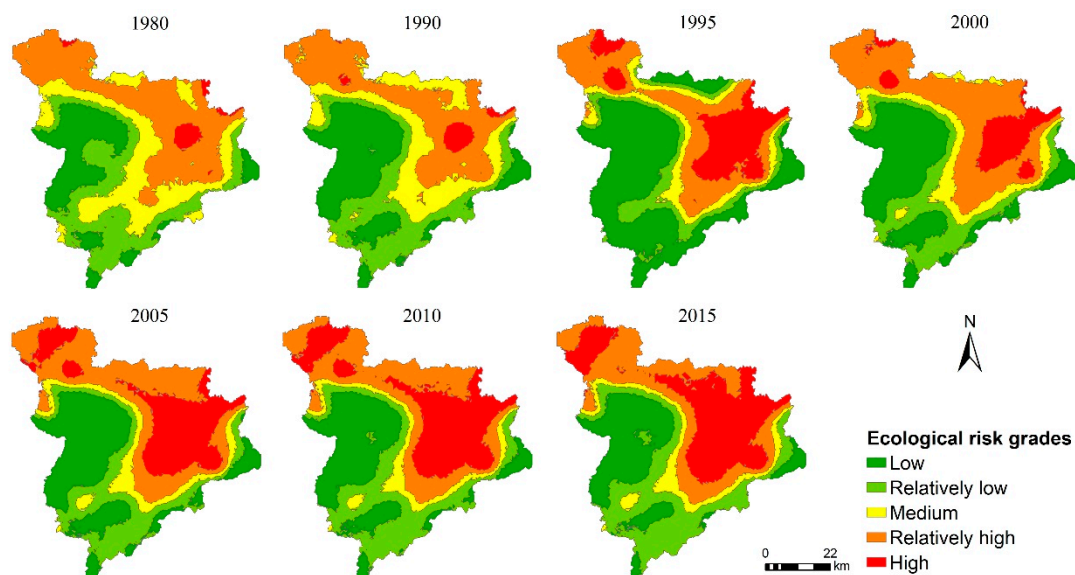 1980
1990
1995
2000
2005
2010
2015
N
Ecological risk grades
Low
Relatively low
Medium
Relatively high
High
0 22
km